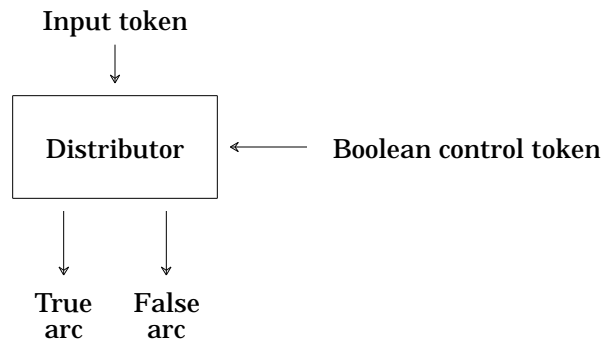 Input token
Distributor
Boolean control token
True
arc
False
arc